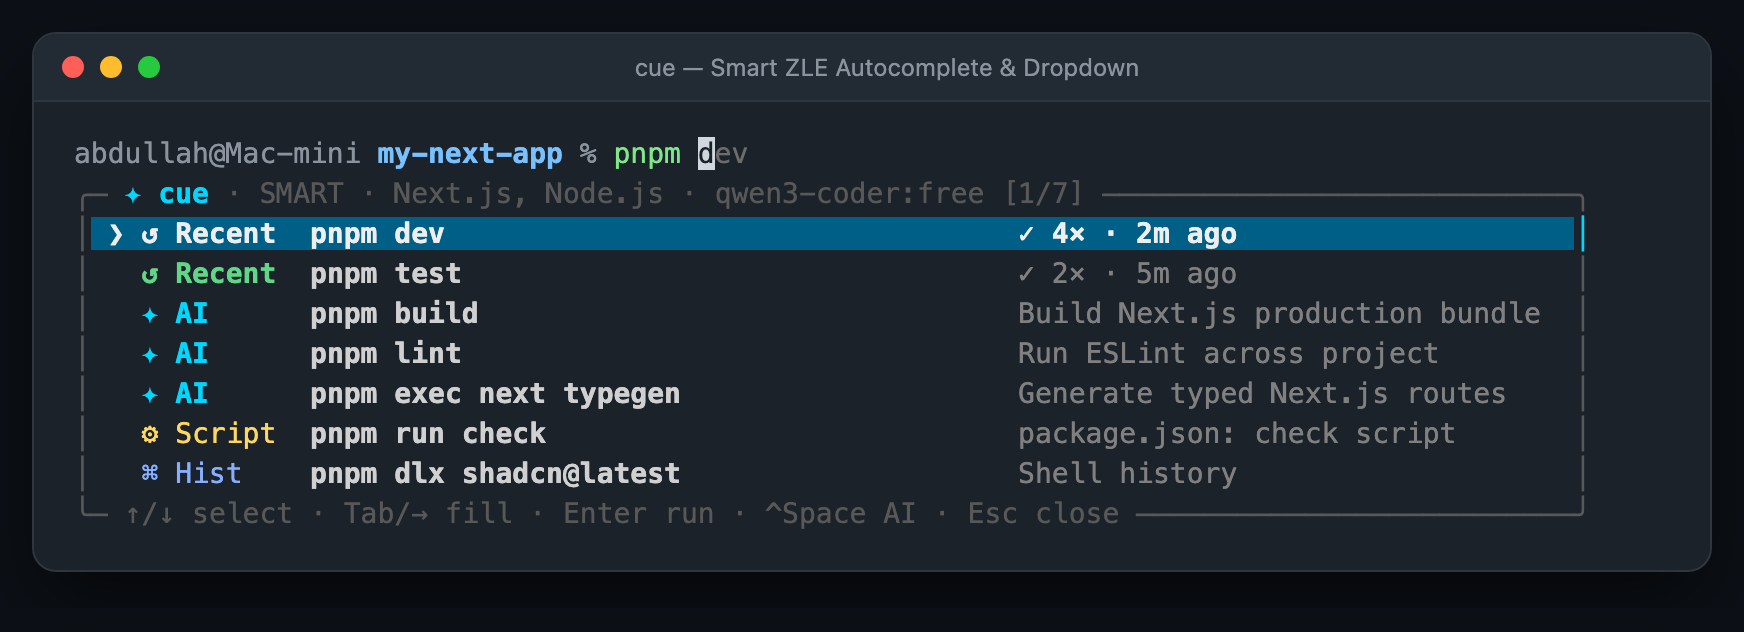 cue — Smart ZLE Autocomplete & Dropdown
abdullah@Mac-mini my-next-app % pnpm dev
✦ cue · SMART · Next.js, Node.js · qwen3-coder:free [1/7]
❯ ↺ Recent pnpm dev ✓ 4× · 2m ago
↺ Recent pnpm test ✓ 2× · 5m ago
✦ AI pnpm build Build Next.js production bundle
✦ AI pnpm lint Run ESLint across project
✦ AI pnpm exec next typegen Generate typed Next.js routes
⚙ Script pnpm run check package.json: check script
⌘ Hist pnpm dlx shadcn@latest Shell history
↑/↓ select · Tab/→ fill · Enter run · ^Space AI · Esc close